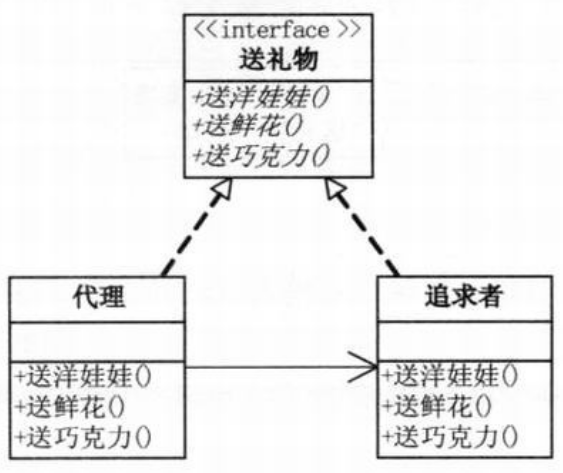 <<interface>>
送礼物
+送洋娃娃()
+送鲜花()
+送巧克力()
代理
+送洋娃娃()
+送鲜花()
+送巧克力()
追求者
+送洋娃娃()
+送鲜花()
+送巧克力()